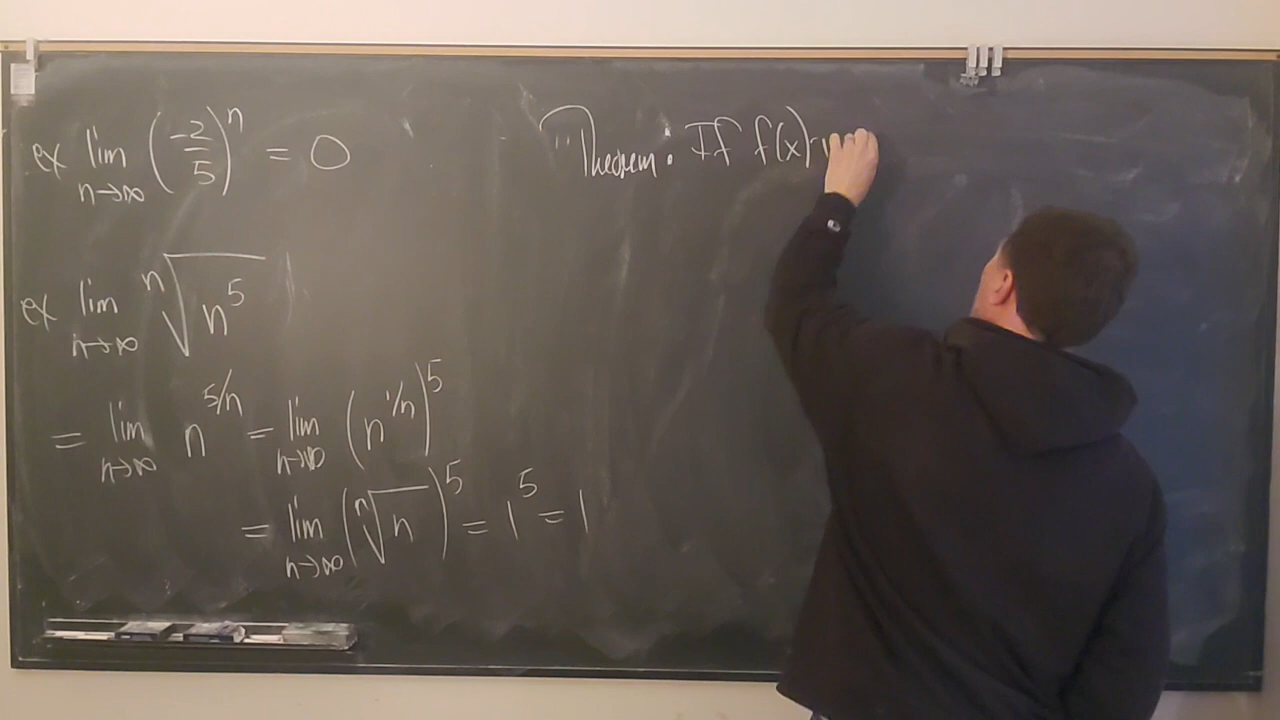 ex lim n→∞ (-2/5)^n = 0
ex lim n→∞ ⁿ√(n^5)
= lim n→∞ n^(5/n) = lim n→∞ (n^(1/n))^5
= lim n→∞ (ⁿ√n)^5 = 1^5 = 1
Theorem. If f(x)